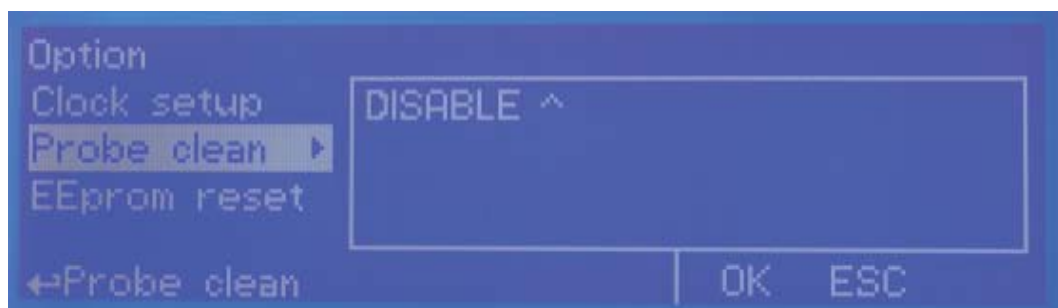 Option
Clock setup
DISABLE ^
Probe clean ▶
EEprom reset
↩Probe clean
OK ESC